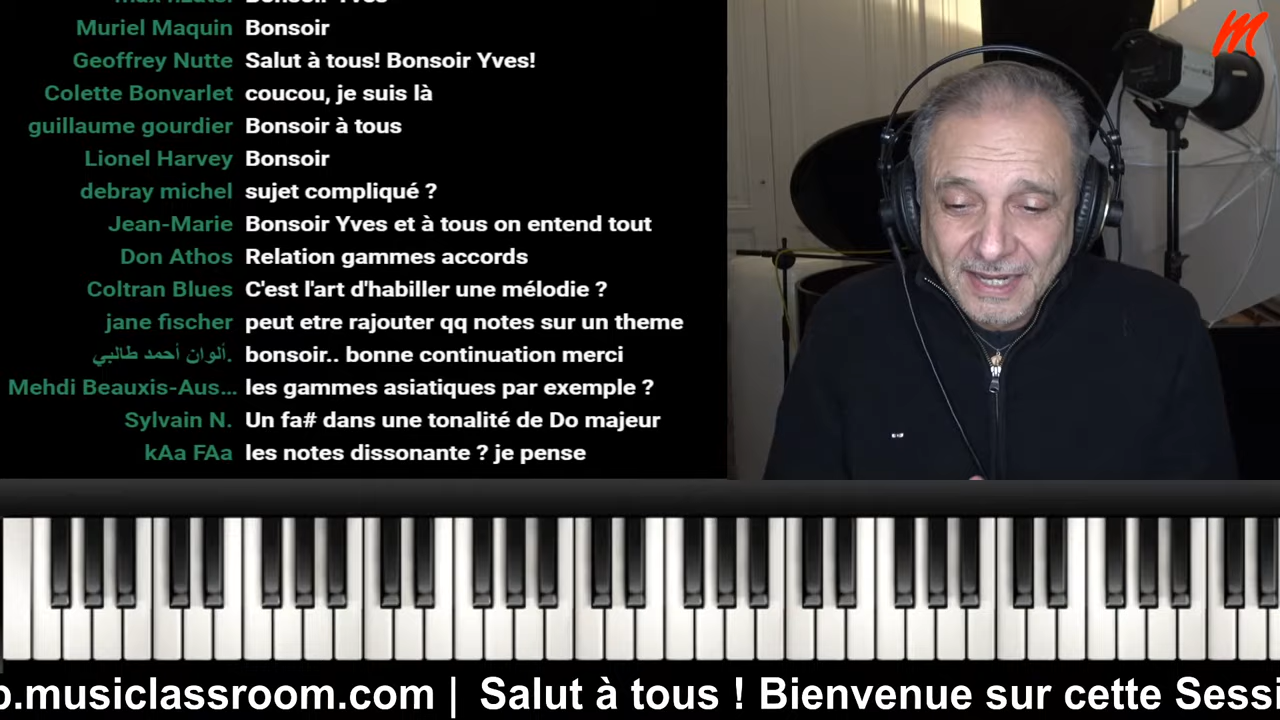 Muriel Maquin Bonsoir
Geoffrey Nutte Salut à tous! Bonsoir Yves!
Colette Bonvarlet coucou, je suis là
guillaume gourdier Bonsoir à tous
Lionel Harvey Bonsoir
debray michel sujet compliqué ?
Jean-Marie Bonsoir Yves et à tous on entend tout
Don Athos Relation gammes accords
Coltran Blues C'est l'art d'habiller une mélodie ?
jane fischer peut etre rajouter qq notes sur un theme
ألوان أحمد طالبي. bonsoir.. bonne continuation merci
Mehdi Beauxis-Aus... les gammes asiatiques par exemple ?
Sylvain N. Un fa# dans une tonalité de Do majeur
kAa FAa les notes dissonante ? je pense
.musiclassroom.com | Salut à tous ! Bienvenue sur cette Sessi